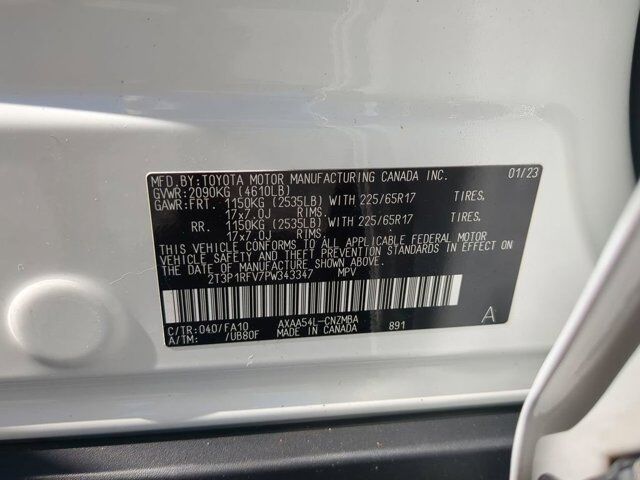 MFD.BY:TOYOTA MOTOR MANUFACTURING CANADA INC. 01/23
GVWR:2090KG (4610LB)
GAWR:FRT. 1150KG (2535LB) WITH 225/65R17 TIRES.
17x7.0J RIMS.
RR. 1150KG (2535LB) WITH 225/65R17 TIRES.
17x7.0J RIMS.
THIS VEHICLE CONFORMS TO ALL APPLICABLE FEDERAL MOTOR
VEHICLE SAFETY AND THEFT PREVENTION STANDARDS IN EFFECT ON
THE DATE OF MANUFACTURE SHOWN ABOVE.
2T3P1RFV7PW343347 MPV
C/TR:040/FA10 AXAA54L-CNZMBA 891 A
A/TM: /UB80F MADE IN CANADA